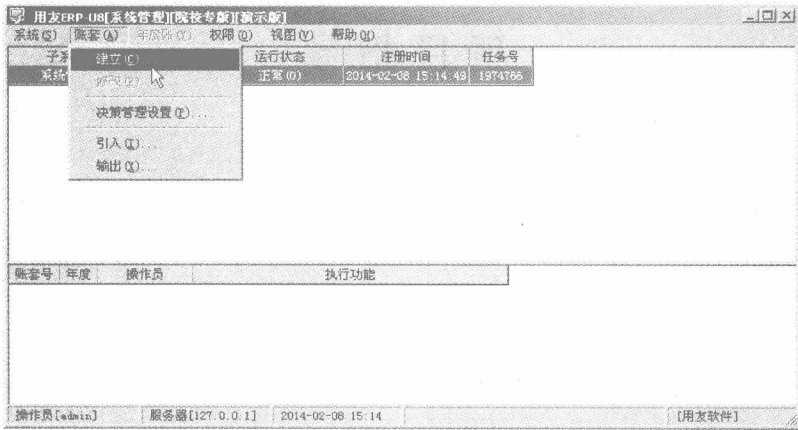 用友ERP-U8[系统管理][院校专版][演示版]
系统(S) 账套(A) 年度账(Y) 权限(O) 视图(V) 帮助(H)
子系 运行状态 注册时间 任务号
系统 正常(0) 2014-02-08 15:14:49 1974766
建立(C)...
修改(E)...
决策管理设置(F)...
引入(I)...
输出(X)...
账套号 年度 操作员 执行功能
操作员[admin] 服务器[127.0.0.1] 2014-02-08 15:14 [用友软件]